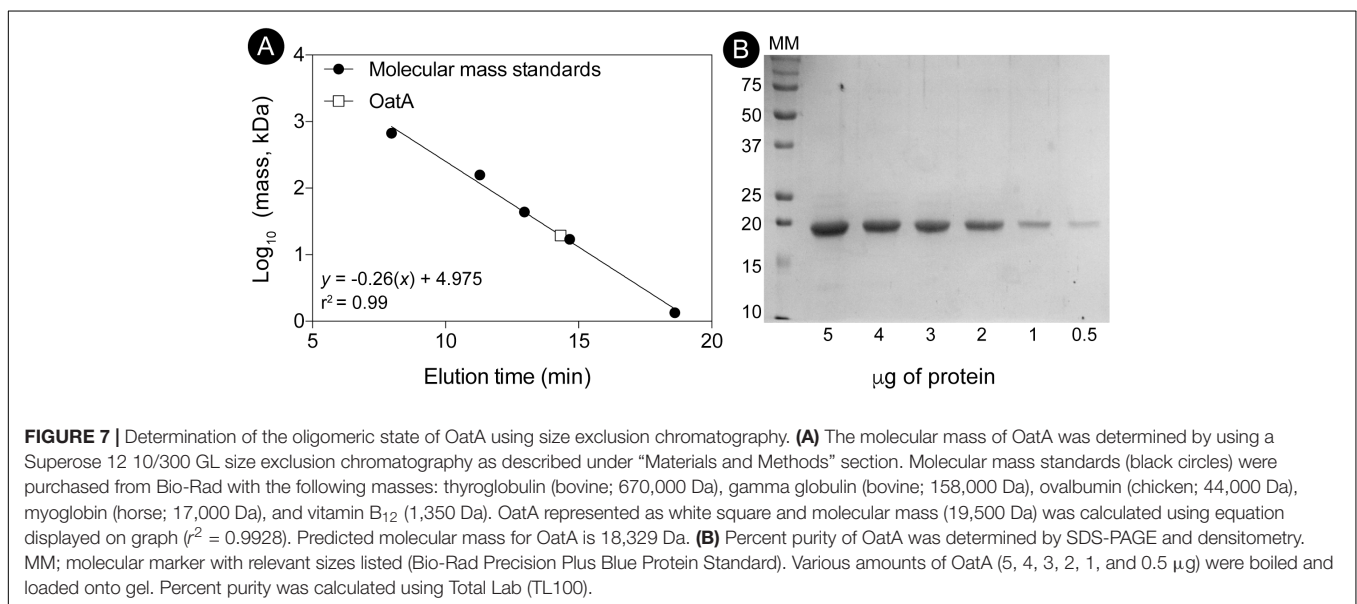 A
Log10 (mass, kDa)
4
3
2
1
0
Molecular mass standards
OatA
y = -0.26(x) + 4.975
r2 = 0.99
5 10 15 20
Elution time (min)
B
MM
75
50
37
25
20
15
10
5 4 3 2 1 0.5
μg of protein
FIGURE 7 | Determination of the oligomeric state of OatA using size exclusion chromatography. (A) The molecular mass of OatA was determined by using a
Superose 12 10/300 GL size exclusion chromatography as described under “Materials and Methods” section. Molecular mass standards (black circles) were
purchased from Bio-Rad with the following masses: thyroglobulin (bovine; 670,000 Da), gamma globulin (bovine; 158,000 Da), ovalbumin (chicken; 44,000 Da),
myoglobin (horse; 17,000 Da), and vitamin B12 (1,350 Da). OatA represented as white square and molecular mass (19,500 Da) was calculated using equation
displayed on graph (r2 = 0.9928). Predicted molecular mass for OatA is 18,329 Da. (B) Percent purity of OatA was determined by SDS-PAGE and densitometry.
MM; molecular marker with relevant sizes listed (Bio-Rad Precision Plus Blue Protein Standard). Various amounts of OatA (5, 4, 3, 2, 1, and 0.5 μg) were boiled and
loaded onto gel. Percent purity was calculated using Total Lab (TL100).